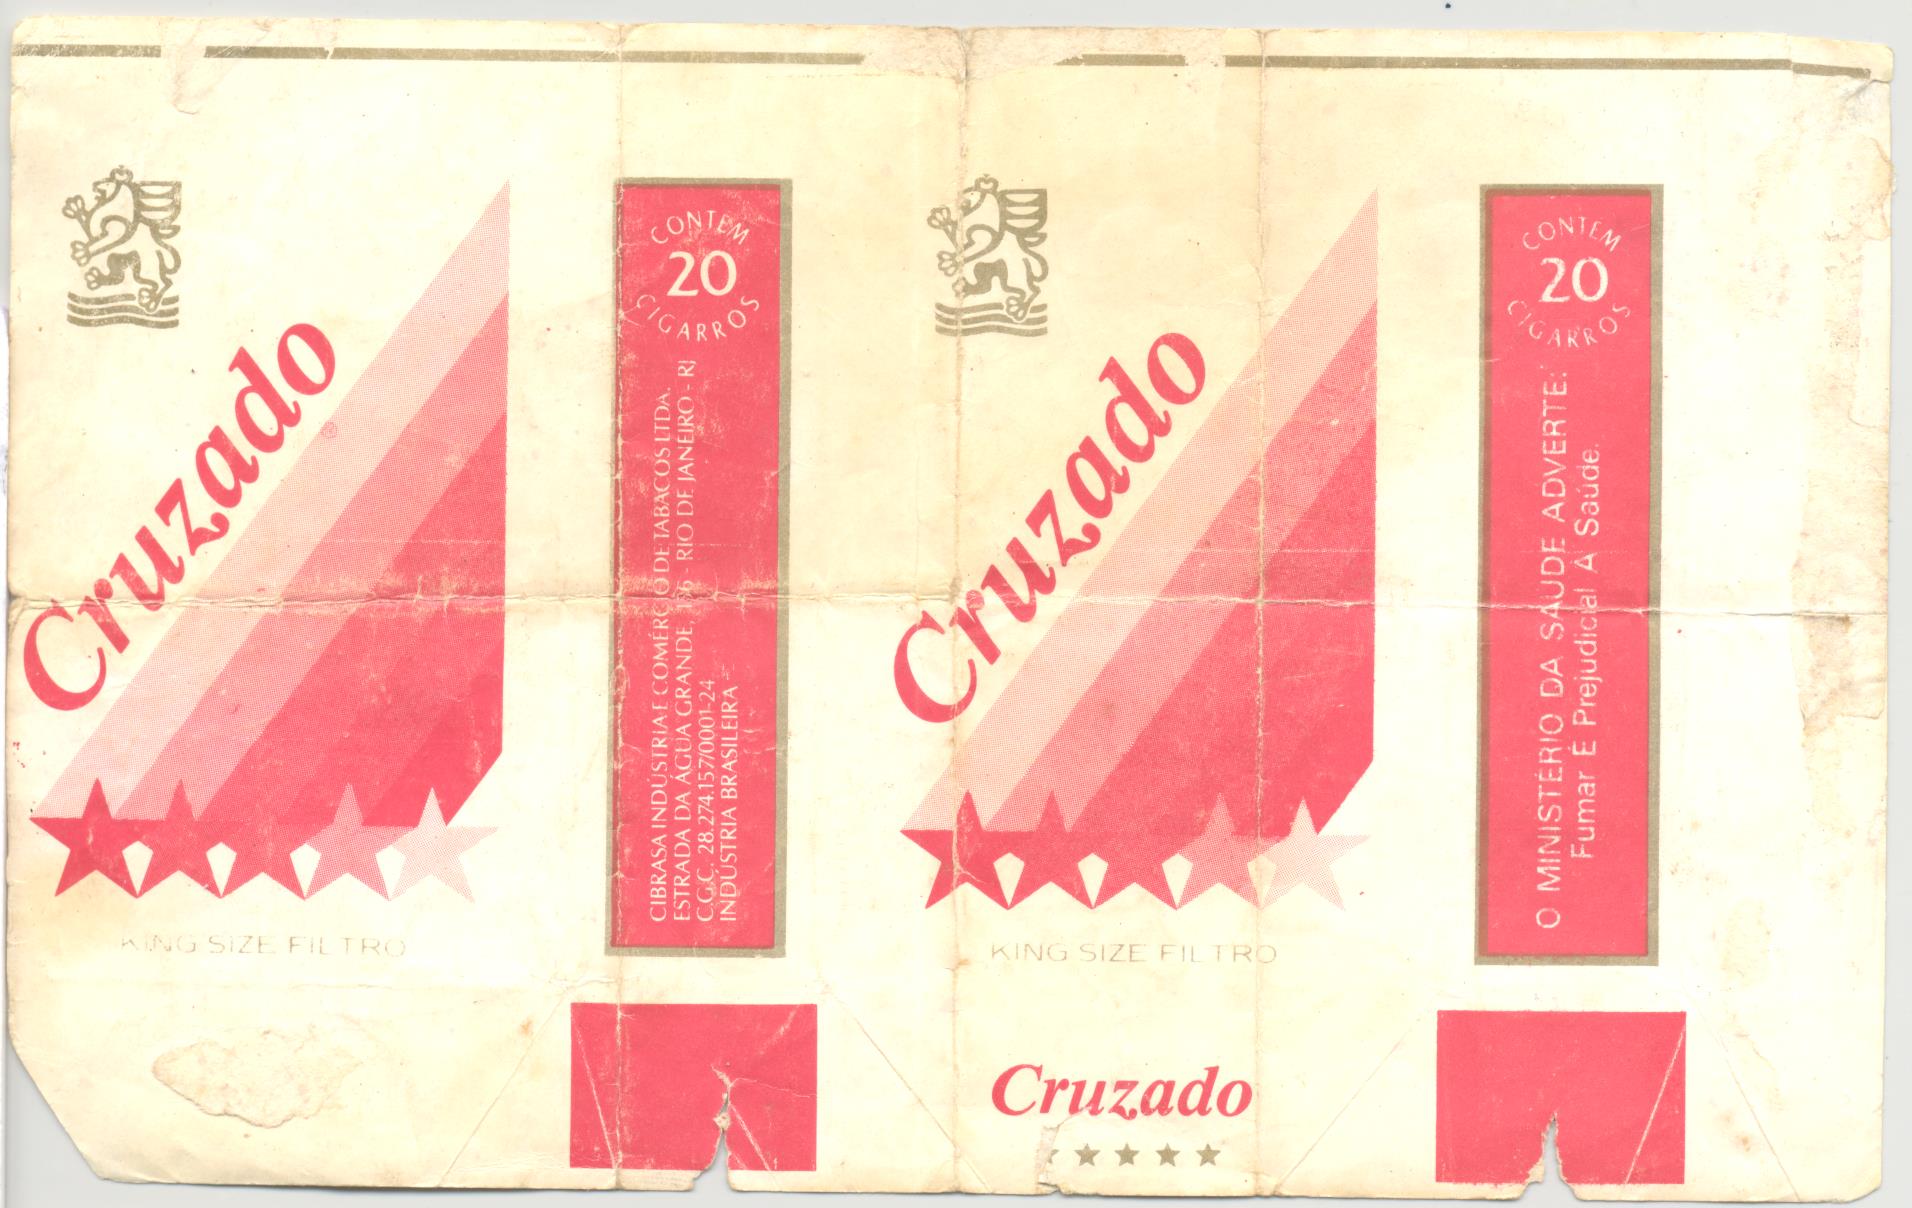 Cruzado
KING SIZE FILTRO
CONTEM
20
CIGARROS
CIBRASA INDÚSTRIA E COMÉRCIO DE TABACOS LTDA.
ESTRADA DA ÁGUA GRANDE, - RIO DE JANEIRO - RJ
C.G.C. 28.274.157/0001-24
INDÚSTRIA BRASILEIRA
Cruzado
KING SIZE FILTRO
Cruzado
CONTEM
20
CIGARROS
O MINISTÉRIO DA SAÚDE ADVERTE:
Fumar É Prejudicial À Saúde.